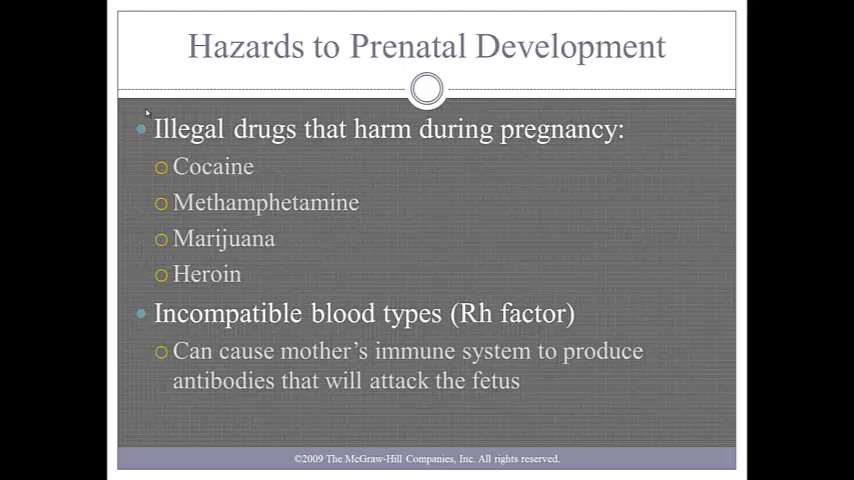 Hazards to Prenatal Development
Illegal drugs that harm during pregnancy:
Cocaine
Methamphetamine
Marijuana
Heroin
Incompatible blood types (Rh factor)
Can cause mother's immune system to produce
antibodies that will attack the fetus
©2009 The McGraw-Hill Companies, Inc. All rights reserved.